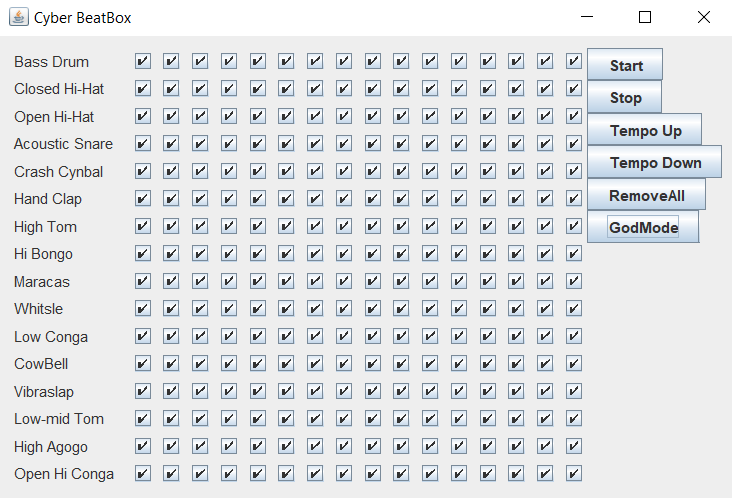 Cyber BeatBox
Bass Drum
Closed Hi-Hat
Open Hi-Hat
Acoustic Snare
Crash Cynbal
Hand Clap
High Tom
Hi Bongo
Maracas
Whitsle
Low Conga
CowBell
Vibraslap
Low-mid Tom
High Agogo
Open Hi Conga
Start
Stop
Tempo Up
Tempo Down
RemoveAll
GodMode